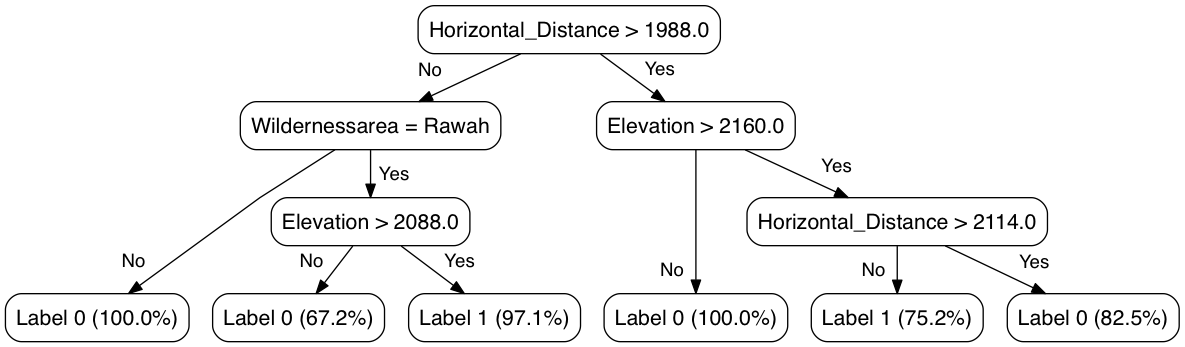 Horizontal_Distance > 1988.0
No
Yes
Wildernessarea = Rawah
Elevation > 2160.0
Yes
Yes
Elevation > 2088.0
Horizontal_Distance > 2114.0
No
No
Yes
No
No
Yes
Label 0 (100.0%)
Label 0 (67.2%)
Label 1 (97.1%)
Label 0 (100.0%)
Label 1 (75.2%)
Label 0 (82.5%)